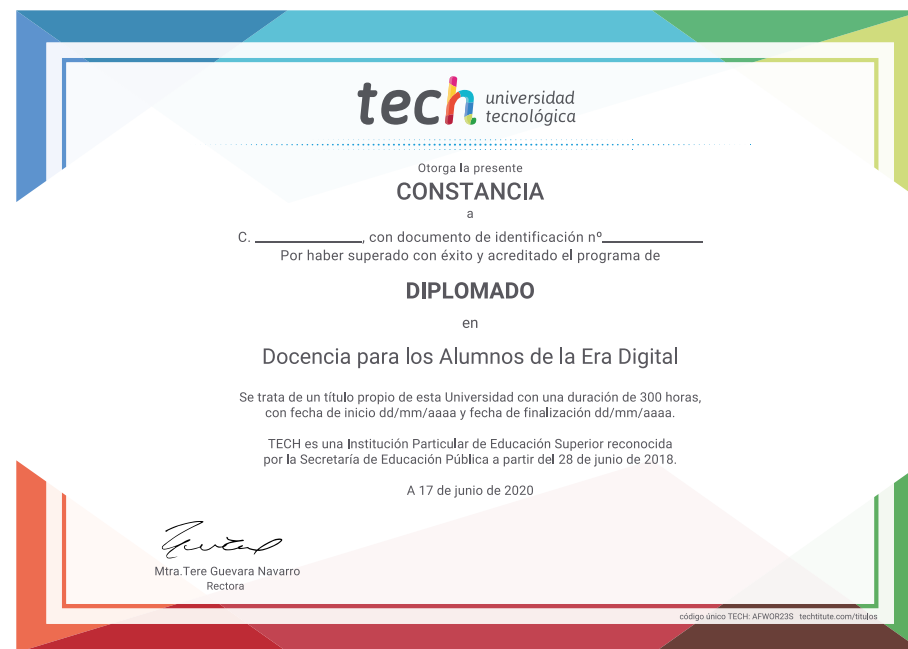 tech universidad
tecnológica
Otorga la presente
CONSTANCIA
a
C. ____________, con documento de identificación nº____________
Por haber superado con éxito y acreditado el programa de
DIPLOMADO
en
Docencia para los Alumnos de la Era Digital
Se trata de un título propio de esta Universidad con una duración de 300 horas,
con fecha de inicio dd/mm/aaaa y fecha de finalización dd/mm/aaaa.
TECH es una Institución Particular de Educación Superior reconocida
por la Secretaría de Educación Pública a partir del 28 de junio de 2018.
A 17 de junio de 2020
Mtra.Tere Guevara Navarro
Rectora
código único TECH: AFWOR23S techtitute.com/titulos